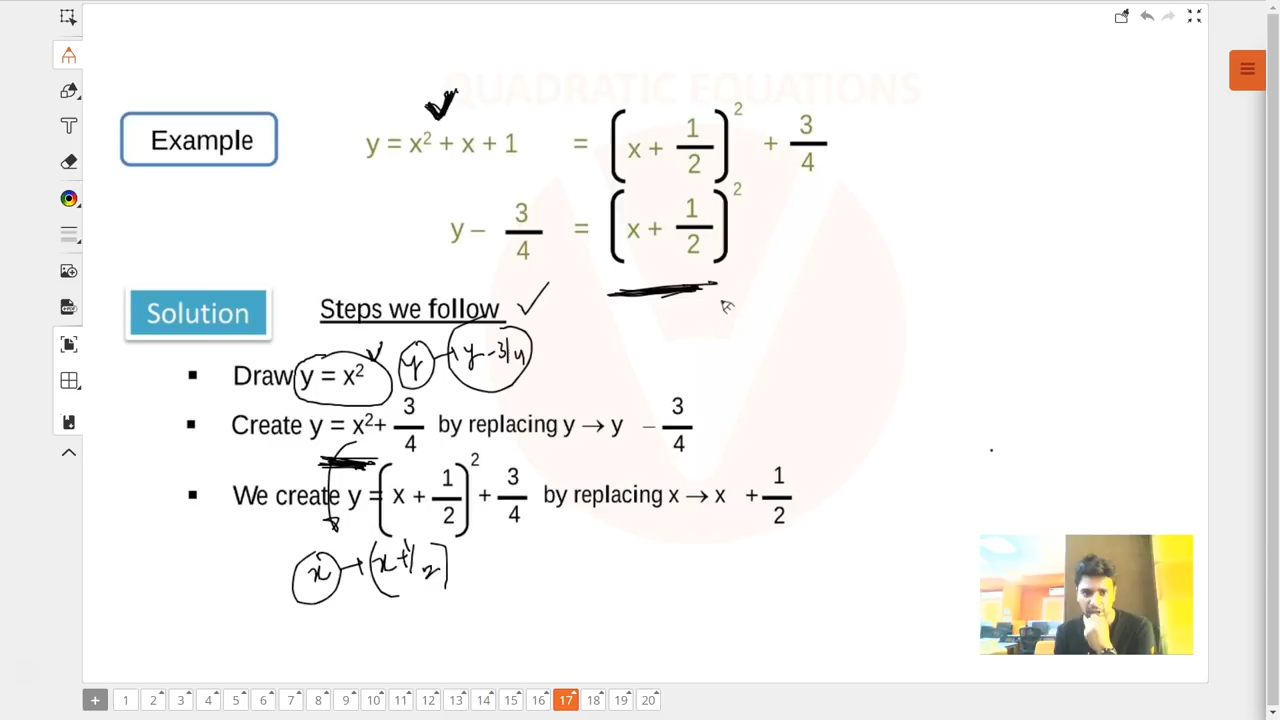 QUADRATIC EQUATIONS
Example
y = x² + x + 1 = (x + 1/2)² + 3/4
y – 3/4 = (x + 1/2)²
Solution
Steps we follow
y → y - 3/4
▪ Draw y = x²
▪ Create y = x² + 3/4 by replacing y → y – 3/4
▪ We create y = (x + 1/2)² + 3/4 by replacing x → x + 1/2
x → (x + 1/2)
+ 1 2 3 4 5 6 7 8 9 10 11 12 13 14 15 16 17 18 19 20